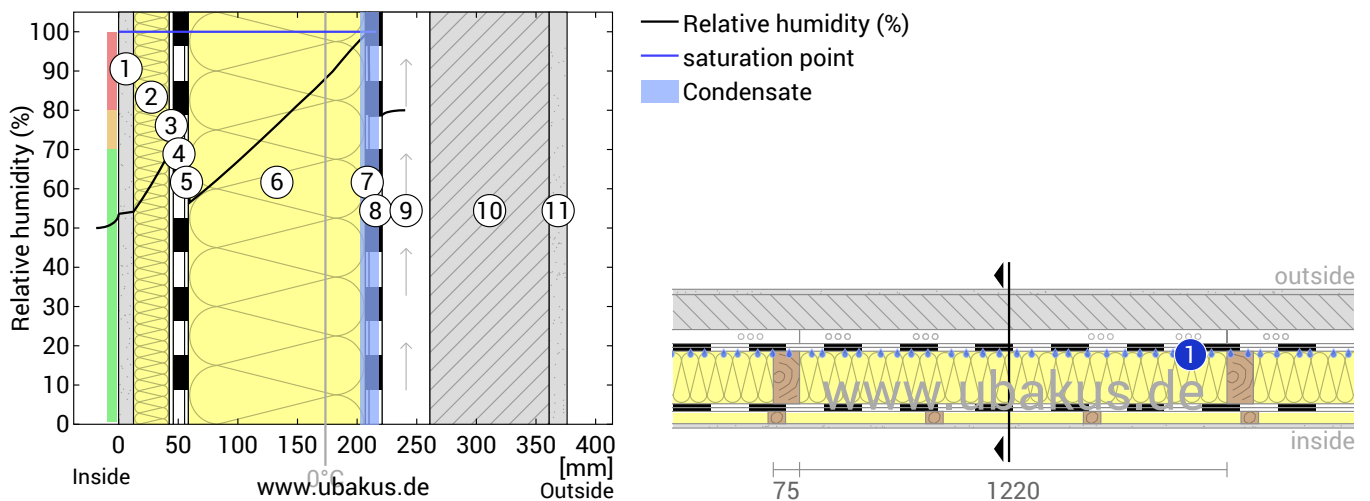 Relative humidity (%)
100
90
80
70
60
50
40
30
20
10
0
1
2
3
4
5
6
7
8
9
10
11
0
50
100
150
200
250
300
350
400
[mm]
Inside
0°C
www.ubakus.de
Outside
Relative humidity (%)
saturation point
Condensate
outside
1
www.ubakus.de
inside
75
1220